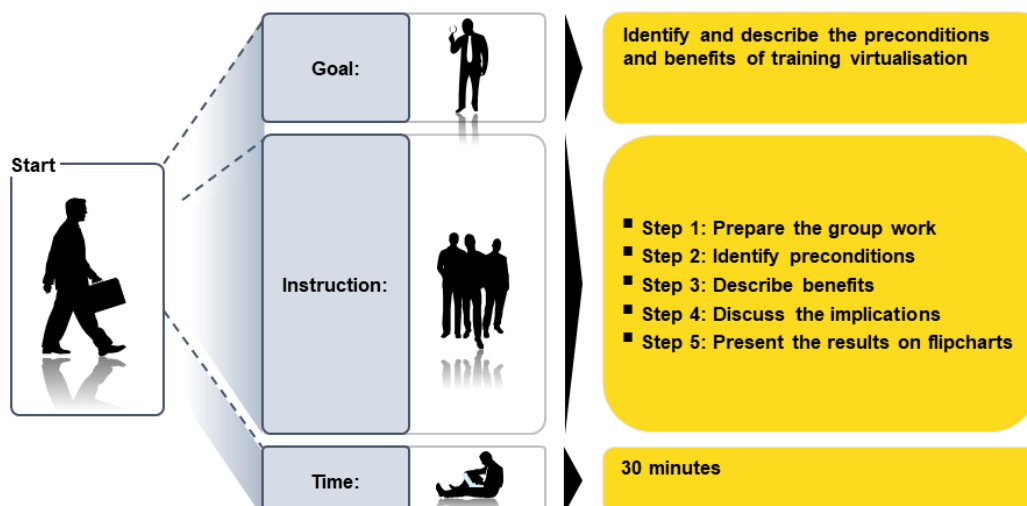 Start
Goal:
Identify and describe the preconditions
and benefits of training virtualisation
Instruction:
▪ Step 1: Prepare the group work
▪ Step 2: Identify preconditions
▪ Step 3: Describe benefits
▪ Step 4: Discuss the implications
▪ Step 5: Present the results on flipcharts
Time:
30 minutes